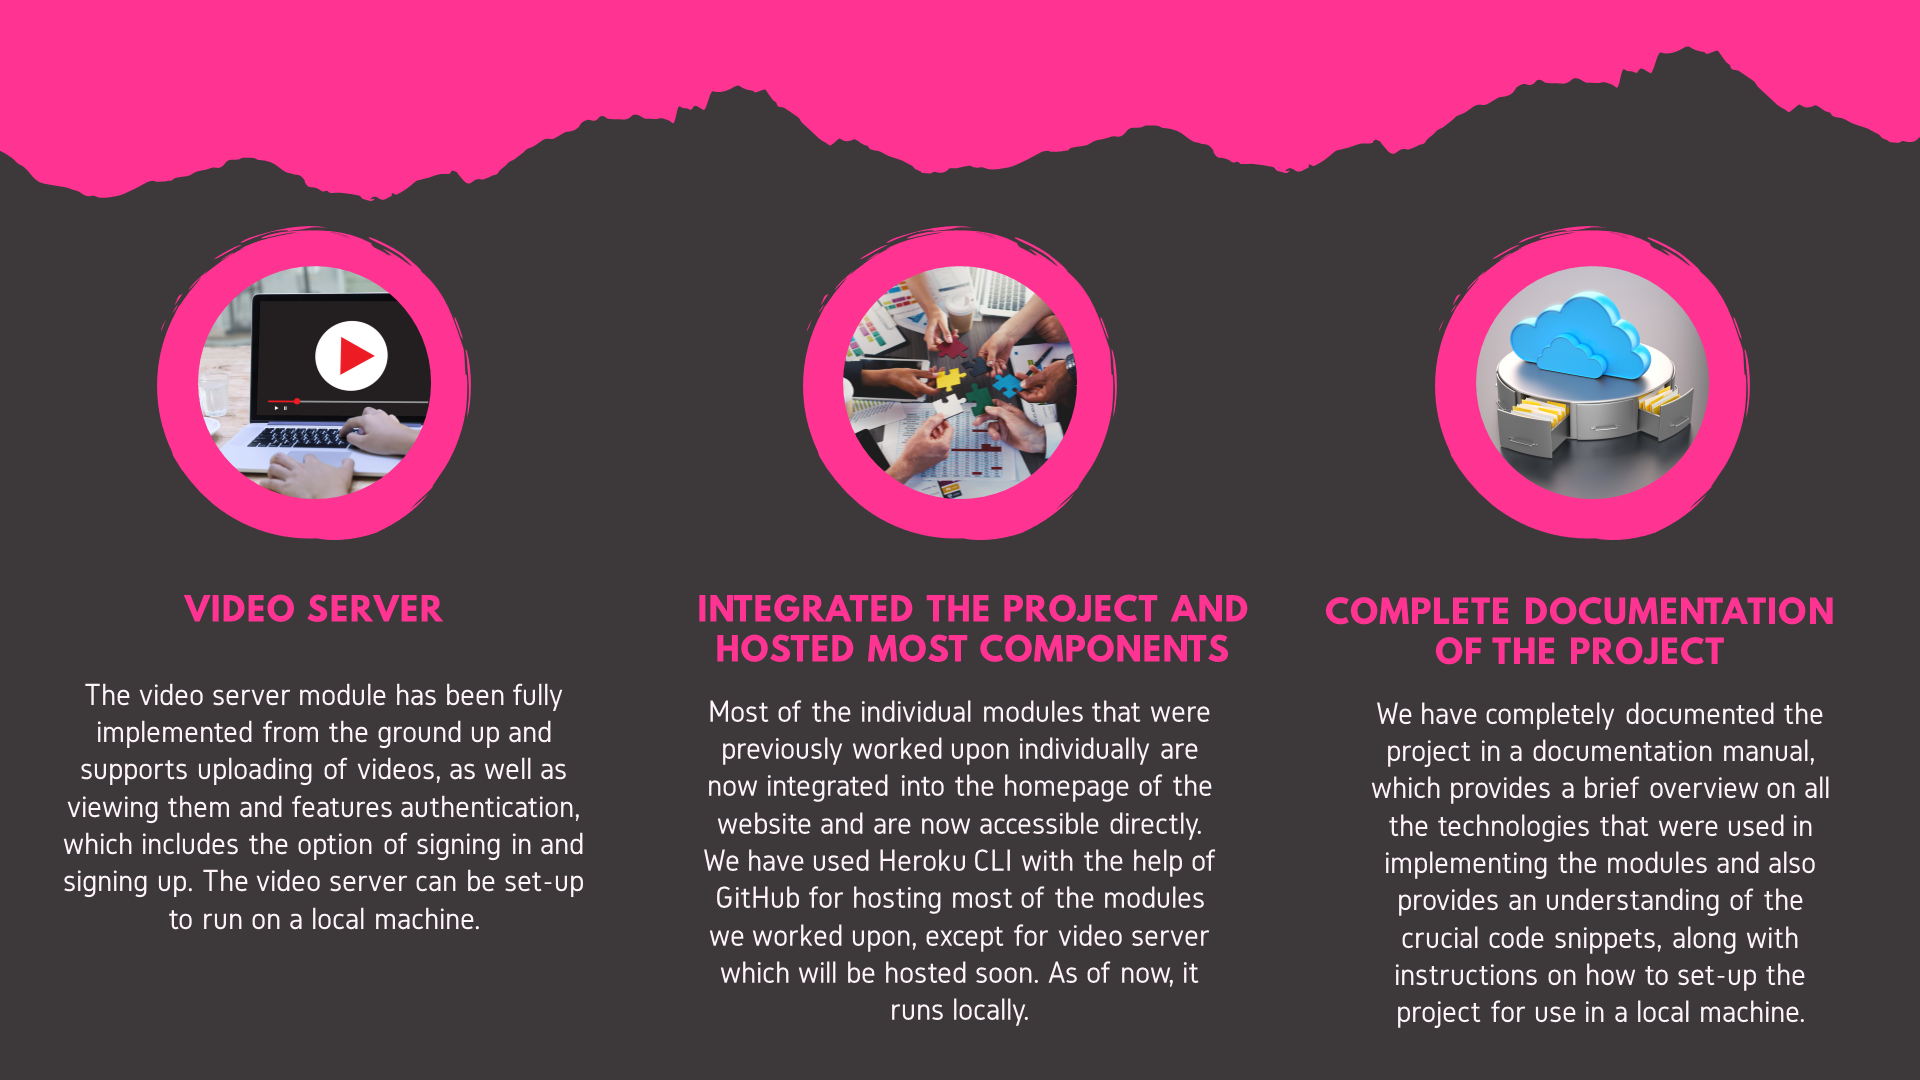 VIDEO SERVER
The video server module has been fully
implemented from the ground up and
supports uploading of videos, as well as
viewing them and features authentication,
which includes the option of signing in and
signing up. The video server can be set-up
to run on a local machine.
INTEGRATED THE PROJECT AND
HOSTED MOST COMPONENTS
Most of the individual modules that were
previously worked upon individually are
now integrated into the homepage of the
website and are now accessible directly.
We have used Heroku CLI with the help of
GitHub for hosting most of the modules
we worked upon, except for video server
which will be hosted soon. As of now, it
runs locally.
COMPLETE DOCUMENTATION
OF THE PROJECT
We have completely documented the
project in a documentation manual,
which provides a brief overview on all
the technologies that were used in
implementing the modules and also
provides an understanding of the
crucial code snippets, along with
instructions on how to set-up the
project for use in a local machine.